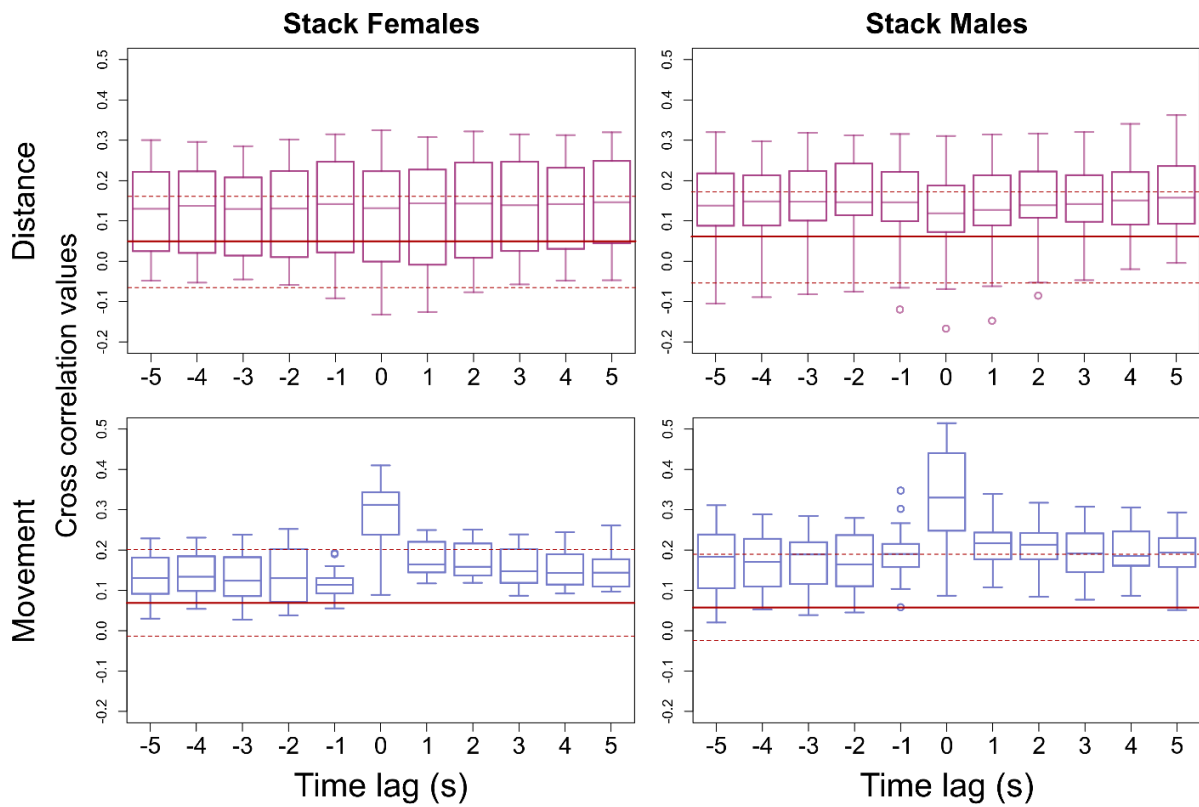 Stack Females
Stack Males
Distance
Movement
Cross correlation values
0.5
0.4
0.3
0.2
0.1
0.0
-0.1
-0.2
-5 -4 -3 -2 -1 0 1 2 3 4 5
0.5
0.4
0.3
0.2
0.1
0.0
-0.1
-0.2
-5 -4 -3 -2 -1 0 1 2 3 4 5
0.5
0.4
0.3
0.2
0.1
0.0
-0.1
-0.2
-5 -4 -3 -2 -1 0 1 2 3 4 5
0.5
0.4
0.3
0.2
0.1
0.0
-0.1
-0.2
-5 -4 -3 -2 -1 0 1 2 3 4 5
Time lag (s)
Time lag (s)